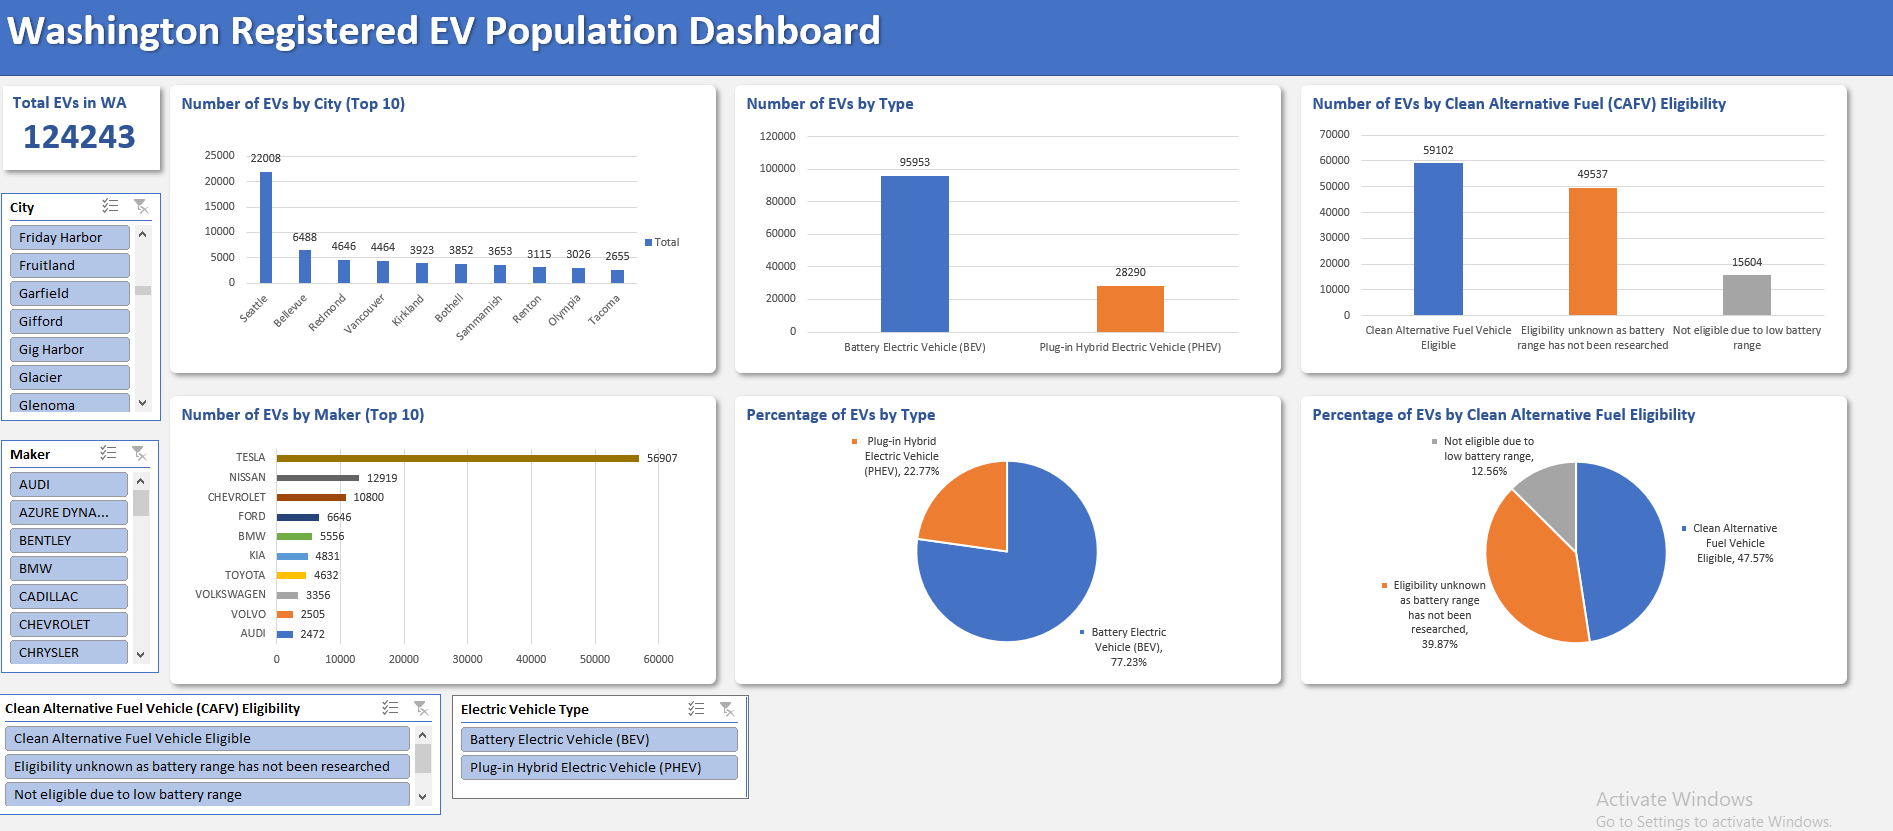 Washington Registered EV Population Dashboard
Total EVs in WA
124243
City
Friday Harbor
Fruitland
Garfield
Gifford
Gig Harbor
Glacier
Glenoma
Maker
AUDI
AZURE DYNA...
BENTLEY
BMW
CADILLAC
CHEVROLET
CHRYSLER
Number of EVs by City (Top 10)
25000
20000
15000
10000
5000
0
22008
6488
4646
4464
3923
3852
3653
3115
3026
2655
Seattle
Bellevue
Redmond
Vancouver
Kirkland
Bothell
Sammamish
Renton
Olympia
Tacoma
Total
Number of EVs by Type
120000
100000
80000
60000
40000
20000
0
95953
28290
Battery Electric Vehicle (BEV)
Plug-in Hybrid Electric Vehicle (PHEV)
Number of EVs by Clean Alternative Fuel (CAFV) Eligibility
70000
60000
50000
40000
30000
20000
10000
0
59102
49537
15604
Clean Alternative Fuel Vehicle
Eligible
Eligibility unknown as battery
range has not been researched
Not eligible due to low battery
range
Number of EVs by Maker (Top 10)
TESLA 56907
NISSAN 12919
CHEVROLET 10800
FORD 6646
BMW 5556
KIA 4831
TOYOTA 4632
VOLKSWAGEN 3356
VOLVO 2505
AUDI 2472
0 10000 20000 30000 40000 50000 60000
Percentage of EVs by Type
Plug-in Hybrid
Electric Vehicle
(PHEV), 22.77%
Battery Electric
Vehicle (BEV),
77.23%
Percentage of EVs by Clean Alternative Fuel Eligibility
Not eligible due to
low battery range,
12.56%
Clean Alternative
Fuel Vehicle
Eligible, 47.57%
Eligibility unknown
as battery range
has not been
researched,
39.87%
Clean Alternative Fuel Vehicle (CAFV) Eligibility
Clean Alternative Fuel Vehicle Eligible
Eligibility unknown as battery range has not been researched
Not eligible due to low battery range
Electric Vehicle Type
Battery Electric Vehicle (BEV)
Plug-in Hybrid Electric Vehicle (PHEV)
Activate Windows
Go to Settings to activate Windows.